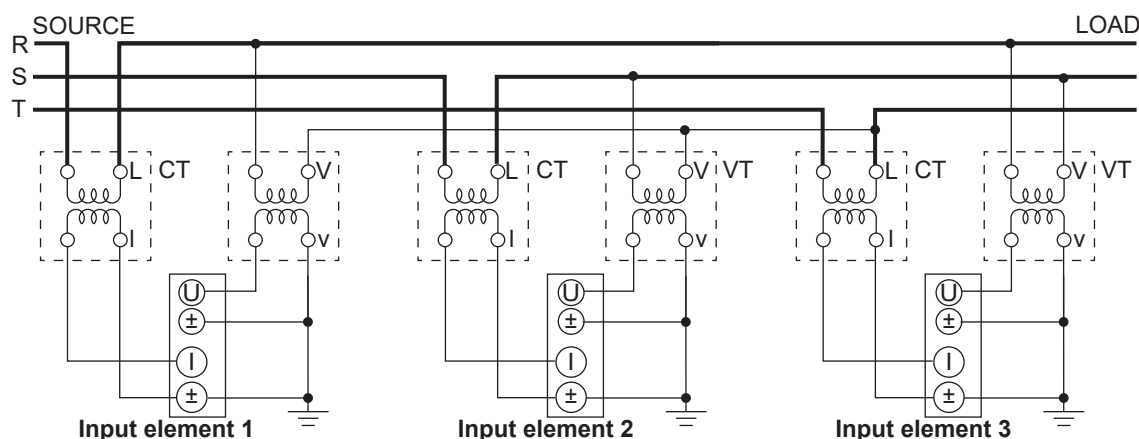 SOURCE LOAD
R
S
T
L CT V L CT V VT L CT V VT
l v l v l v
U U U
± ± ±
I I I
± ± ±
Input element 1 Input element 2 Input element 3